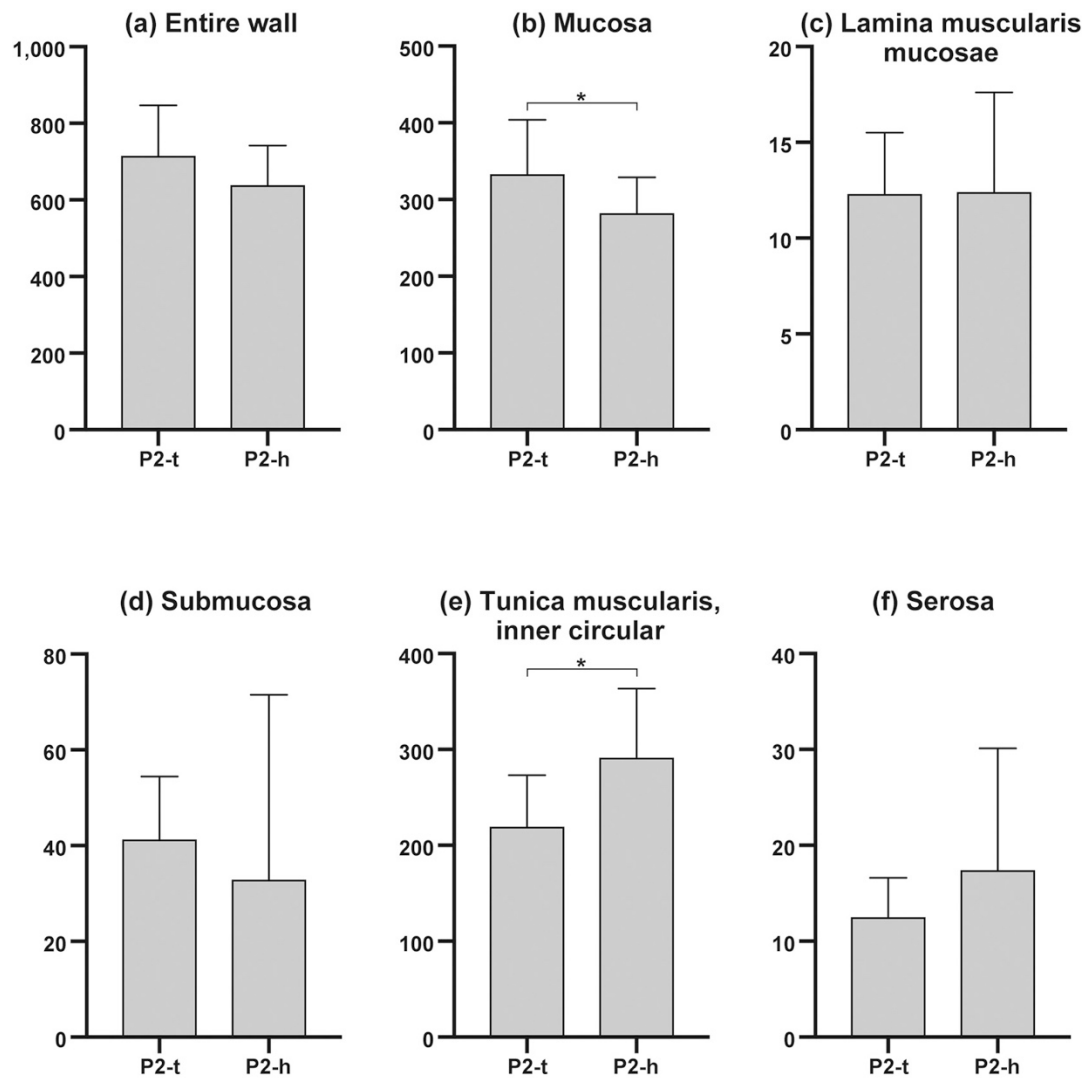 (a) Entire wall
1,000
800
600
400
200
0
P2-t P2-h
(b) Mucosa
500
400
300
200
100
0
*
P2-t P2-h
(c) Lamina muscularis
mucosae
20
15
10
5
0
P2-t P2-h
(d) Submucosa
80
60
40
20
0
P2-t P2-h
(e) Tunica muscularis,
inner circular
400
300
200
100
0
*
P2-t P2-h
(f) Serosa
40
30
20
10
0
P2-t P2-h